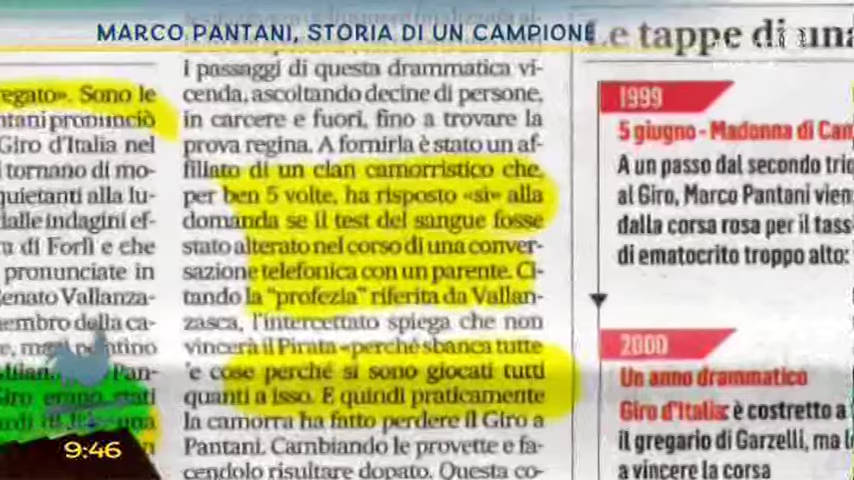 MARCO PANTANI, STORIA DI UN CAMPIONE
egato». Sono le
ntani pronunciò
Giro d'Italia nel
tornano di mo-
quietanti alla lu-
dalle indagini ef-
a di Forlì e che
pronunciate in
Renato Vallanza-
membro della ca-
Pan-
Giro erano stati
una
i passaggi di questa drammatica vi-
cenda, ascoltando decine di persone,
in carcere e fuori, fino a trovare la
prova regina. A fornirla è stato un af-
filiato di un clan camorristico che,
per ben 5 volte, ha risposto «sì» alla
domanda se il test del sangue fosse
stato alterato nel corso di una conver-
sazione telefonica con un parente. Ci-
tando la "profezia" riferita da Vallan-
zasca, l'intercettato spiega che non
vincerà il Pirata «perché sbanca tutte
'e cose perché si sono giocati tutti
quanti a isso. E quindi praticamente
la camorra ha fatto perdere il Giro a
Pantani. Cambiando le provette e fa-
cendolo risultare dopato. Questa co-
Le tappe di una
1999
5 giugno - Madonna di Cam
A un passo dal secondo trio
al Giro, Marco Pantani vien
dalla corsa rosa per il tass
di ematocrito troppo alto:
2000
Un anno drammatico
Giro d'Italia: è costretto a
il gregario di Garzelli, ma lo
a vincere la corsa
9:46